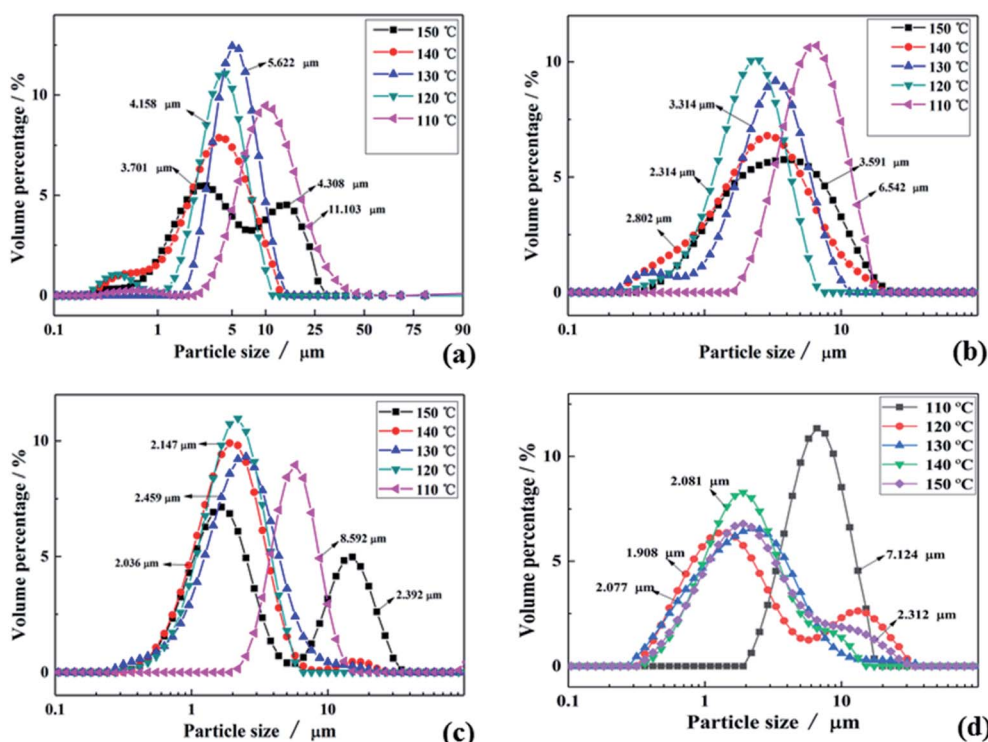 150 ℃
140 ℃
130 ℃
120 ℃
110 ℃
5.622 μm
4.158 μm
3.701 μm
4.308 μm
11.103 μm
Volume percentage / %
10
5
0
0.1
1
5
10
25
50
75
90
Particle size / μm
(a)
150 ℃
140 ℃
130 ℃
120 ℃
110 ℃
3.314 μm
2.314 μm
2.802 μm
3.591 μm
6.542 μm
Volume percentage / %
10
5
0
0.1
1
10
Particle size / μm
(b)
150 ℃
140 ℃
130 ℃
120 ℃
110 ℃
2.147 μm
2.459 μm
2.036 μm
8.592 μm
2.392 μm
Volume percentage / %
10
5
0
0.1
1
10
Particle size / μm
(c)
110 °C
120 °C
130 °C
140 °C
150 °C
2.081 μm
1.908 μm
2.077 μm
7.124 μm
2.312 μm
Volume percentage / %
10
5
0
0.1
1
10
Particle size / μm
(d)